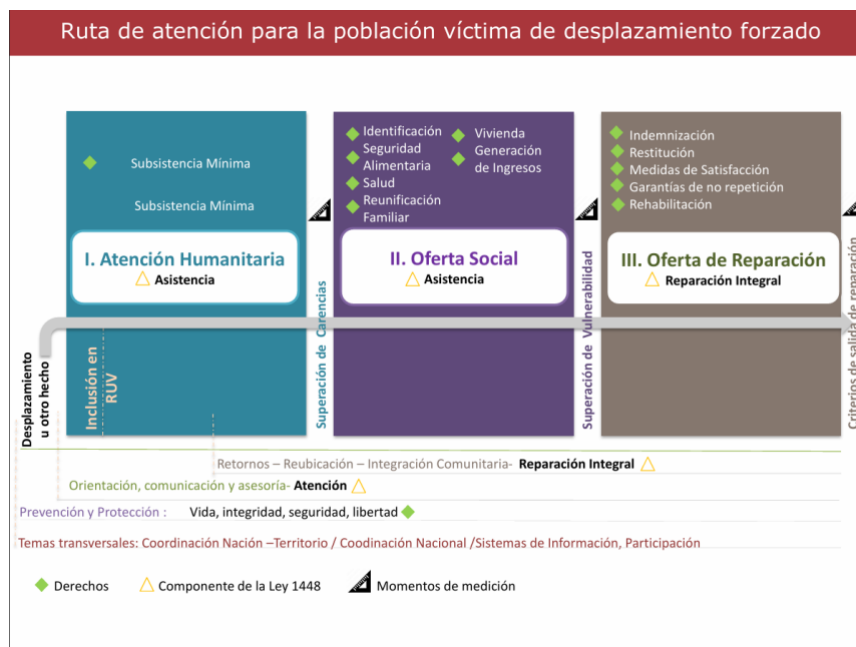 Ruta de atención para la población víctima de desplazamiento forzado
Subsistencia Mínima
Subsistencia Mínima
I. Atención Humanitaria
Asistencia
Superación de Carencias
Identificación
Seguridad
Alimentaria
Salud
Reunificación
Familiar
Vivienda
Generación
de Ingresos
II. Oferta Social
Asistencia
Superación de Vulnerabilidad
Indemnización
Restitución
Medidas de Satisfacción
Garantías de no repetición
Rehabilitación
III. Oferta de Reparación
Reparación Integral
Criterios de salida de reparación
Desplazamiento
u otro hecho
Inclusión en
RUV
Retornos – Reubicación – Integración Comunitaria- Reparación Integral
Orientación, comunicación y asesoría- Atención
Prevención y Protección : Vida, integridad, seguridad, libertad
Temas transversales: Coordinación Nación –Territorio / Coodinación Nacional /Sistemas de Información, Participación
Derechos
Componente de la Ley 1448
Momentos de medición